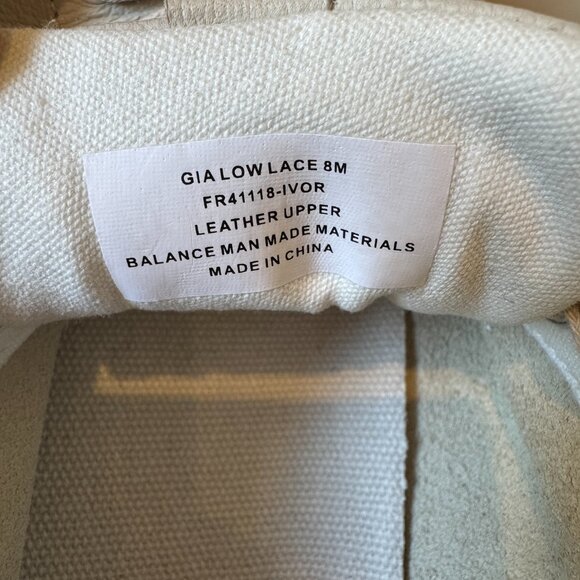 GIA LOW LACE 8M
FR41118-IVOR
LEATHER UPPER
BALANCE MAN MADE MATERIALS
MADE IN CHINA